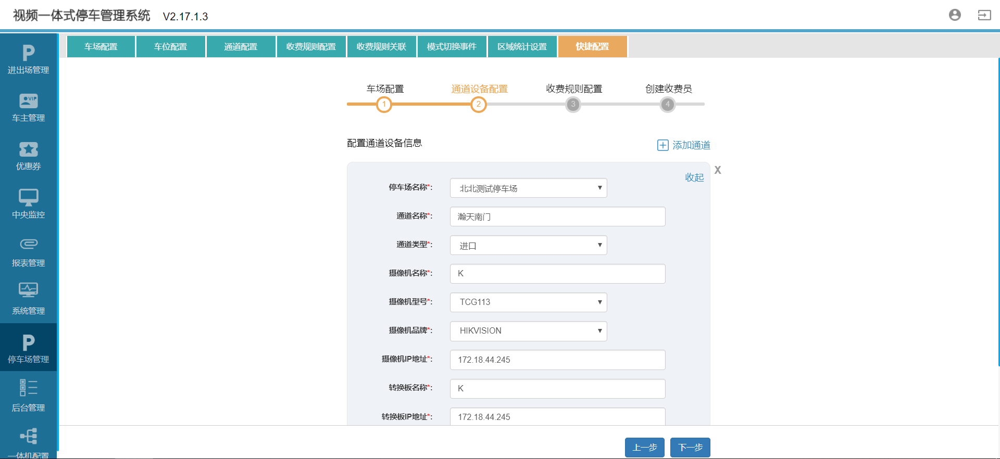 视频一体式停车管理系统 V2.17.1.3
车场配置 车位配置 通道配置 收费规则配置 收费规则关联 模式切换事件 区域统计设置 快捷配置
进出场管理
车主管理
优惠券
中央监控
报表管理
系统管理
停车场管理
后台管理
一体机配置
车场配置 通道设备配置 收费规则配置 创建收费员
1 2 3 4
配置通道设备信息 添加通道
收起 X
停车场名称*: 北北测试停车场
通道名称*: 瀚天南门
通道类型*: 进口
摄像机名称*: K
摄像机型号*: TCG113
摄像机品牌*: HIKVISION
摄像机IP地址*: 172.18.44.245
转换板名称*: K
转换板IP地址*: 172.18.44.245
上一步 下一步